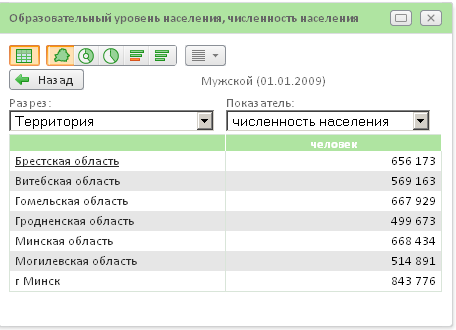 Образовательный уровень населения, численность населения
Назад
Мужской (01.01.2009)
Разрез: Показатель:
Территория численность населения
человек
Брестская область 656 173
Витебская область 569 163
Гомельская область 667 929
Гродненская область 499 673
Минская область 668 434
Могилевская область 514 891
г Минск 843 776